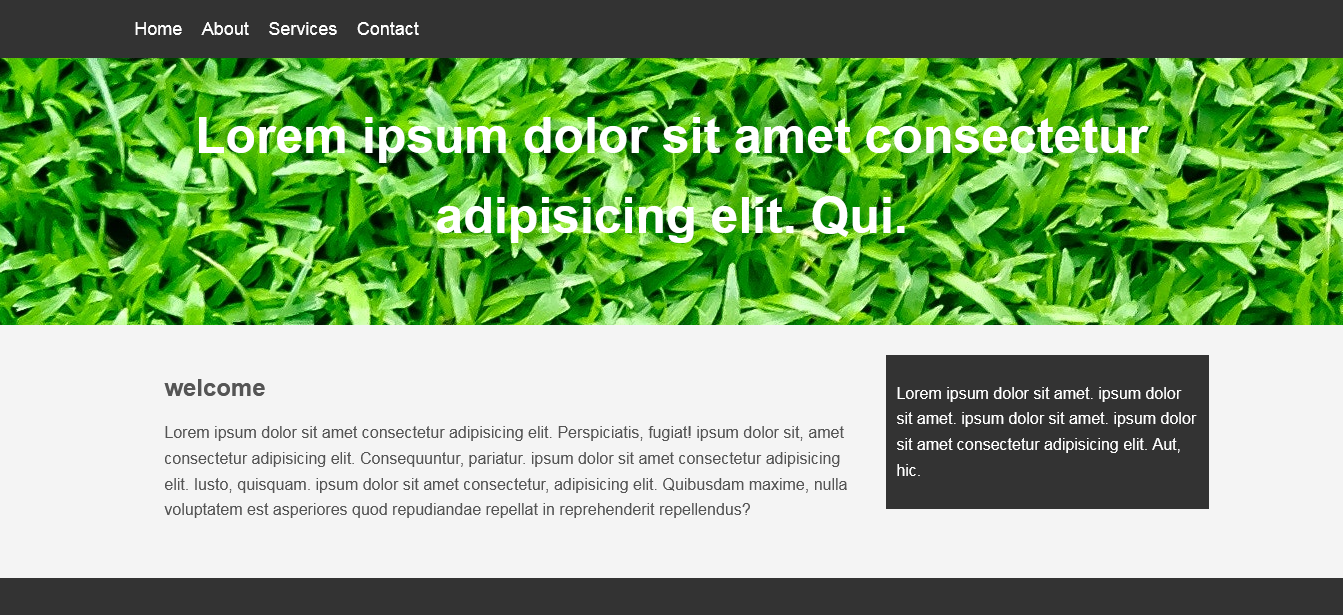 Home About Services Contact
Lorem ipsum dolor sit amet consectetur
adipisicing elit. Qui.
welcome
Lorem ipsum dolor sit amet consectetur adipisicing elit. Perspiciatis, fugiat! ipsum dolor sit, amet
consectetur adipisicing elit. Consequuntur, pariatur. ipsum dolor sit amet consectetur adipisicing
elit. Iusto, quisquam. ipsum dolor sit amet consectetur, adipisicing elit. Quibusdam maxime, nulla
voluptatem est asperiores quod repudiandae repellat in reprehenderit repellendus?
Lorem ipsum dolor sit amet. ipsum dolor
sit amet. ipsum dolor sit amet. ipsum dolor
sit amet consectetur adipisicing elit. Aut,
hic.